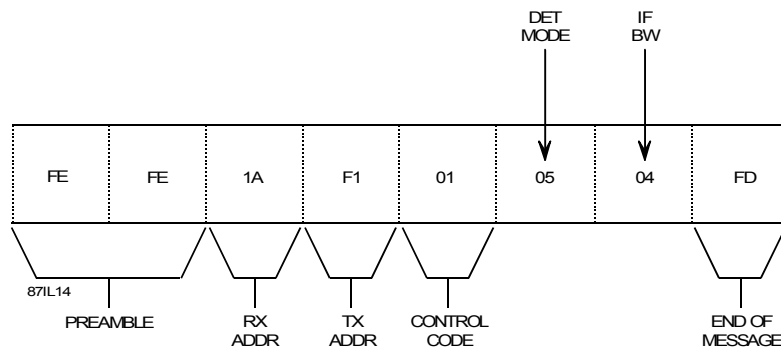 DET
MODE
IF
BW
FE FE 1A F1 01 05 04 FD
87IL14
PREAMBLE
RX
ADDR
TX
ADDR
CONTROL
CODE
END OF
MESSAGE